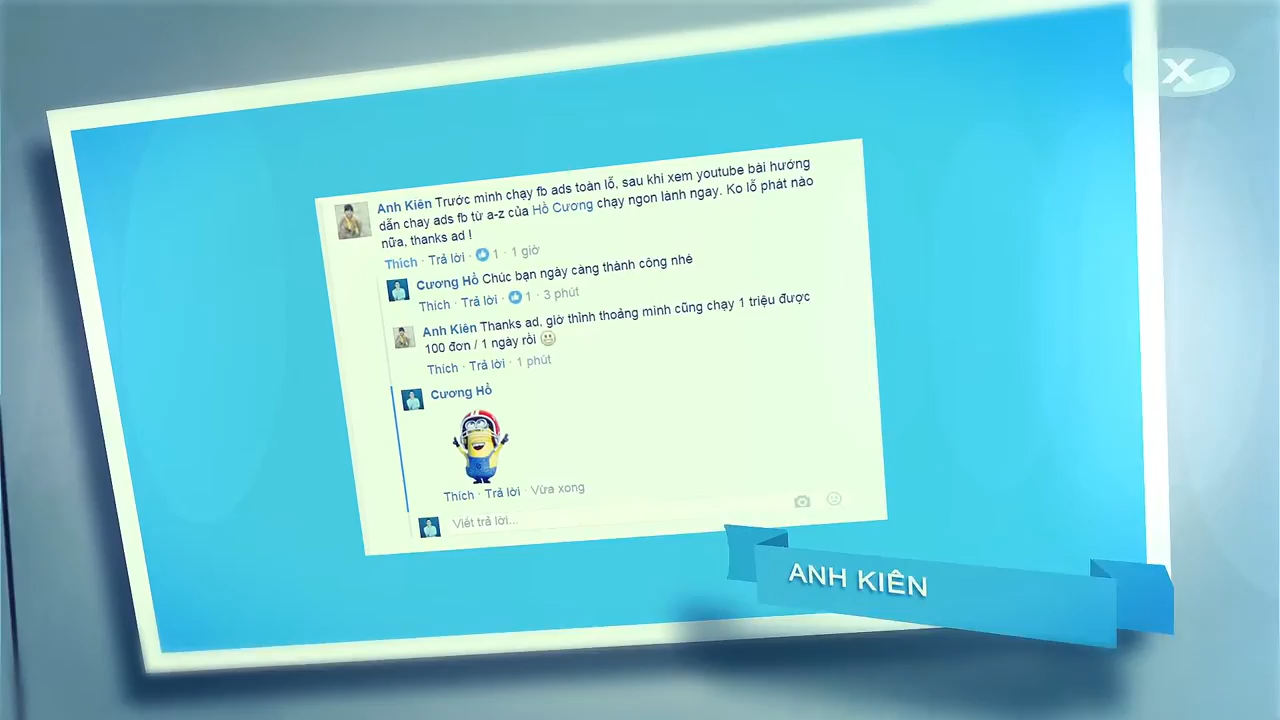 X
Anh Kiên Trước mình chạy fb ads toàn lỗ, sau khi xem youtube bài hướng
dẫn chay ads fb từ a-z của Hồ Cương chạy ngon lành ngay. Ko lỗ phát nào
nữa, thanks ad !
Thích · Trả lời · 1 · 1 giờ
Cương Hồ Chúc bạn ngày càng thành công nhé
Thích · Trả lời · 1 · 3 phút
Anh Kiên Thanks ad, giờ thỉnh thoảng mình cũng chạy 1 triệu được
100 đơn / 1 ngày rồi
Thích · Trả lời · 1 phút
Cương Hồ
Thích · Trả lời · Vừa xong
Viết trả lời...
ANH KIÊN